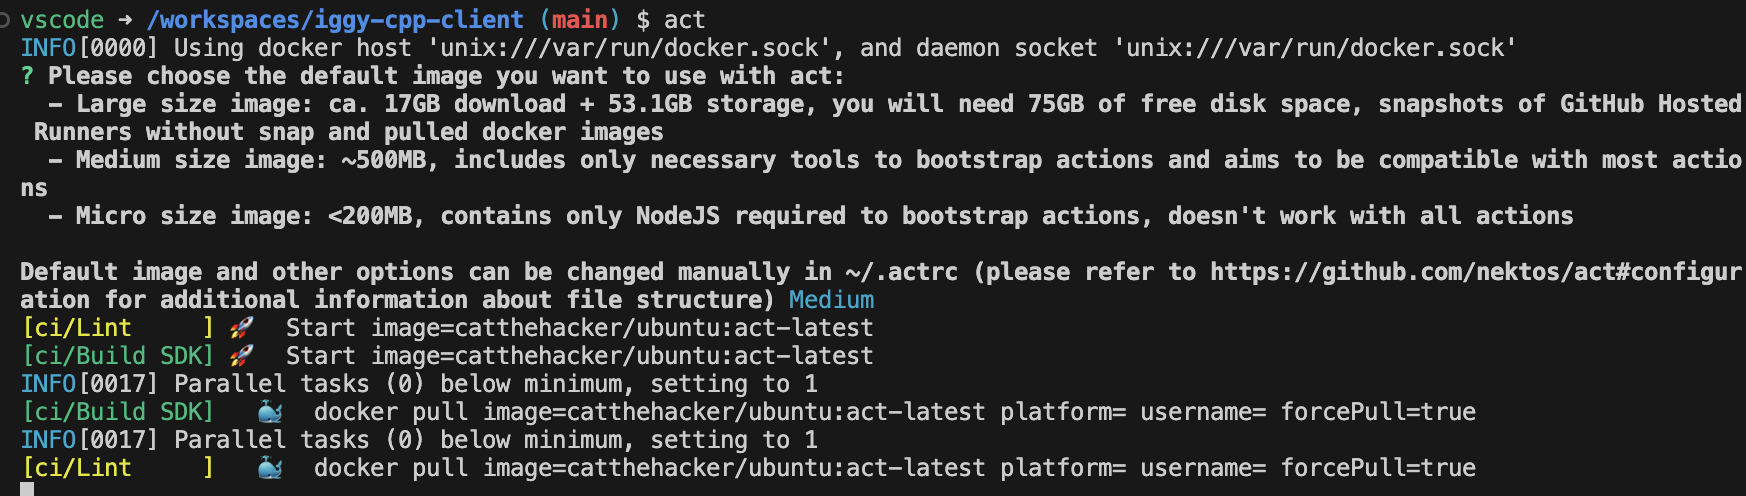 vscode ➜ /workspaces/iggy-cpp-client (main) $ act
INFO[0000] Using docker host 'unix:///var/run/docker.sock', and daemon socket 'unix:///var/run/docker.sock'
? Please choose the default image you want to use with act:
  - Large size image: ca. 17GB download + 53.1GB storage, you will need 75GB of free disk space, snapshots of GitHub Hosted
 Runners without snap and pulled docker images
  - Medium size image: ~500MB, includes only necessary tools to bootstrap actions and aims to be compatible with most actio
ns
  - Micro size image: <200MB, contains only NodeJS required to bootstrap actions, doesn't work with all actions

Default image and other options can be changed manually in ~/.actrc (please refer to https://github.com/nektos/act#configur
ation for additional information about file structure) Medium
[ci/Lint     ] 🚀  Start image=catthehacker/ubuntu:act-latest
[ci/Build SDK] 🚀  Start image=catthehacker/ubuntu:act-latest
INFO[0017] Parallel tasks (0) below minimum, setting to 1
[ci/Build SDK]   🐳  docker pull image=catthehacker/ubuntu:act-latest platform= username= forcePull=true
INFO[0017] Parallel tasks (0) below minimum, setting to 1
[ci/Lint     ]   🐳  docker pull image=catthehacker/ubuntu:act-latest platform= username= forcePull=true